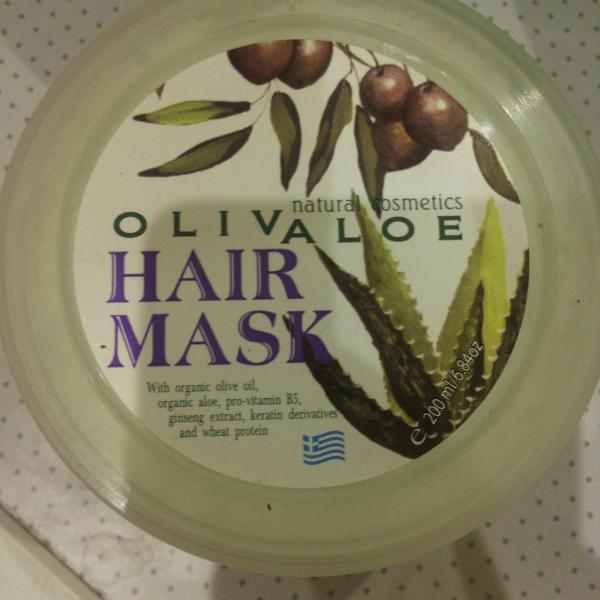 natural cosmetics
OLIVALOE
HAIR
MASK
With organic olive oil,
organic aloe, pro-vitamin B5,
ginseng extract, keratin derivatives
and wheat protein
℮ 200 ml/6.84oz